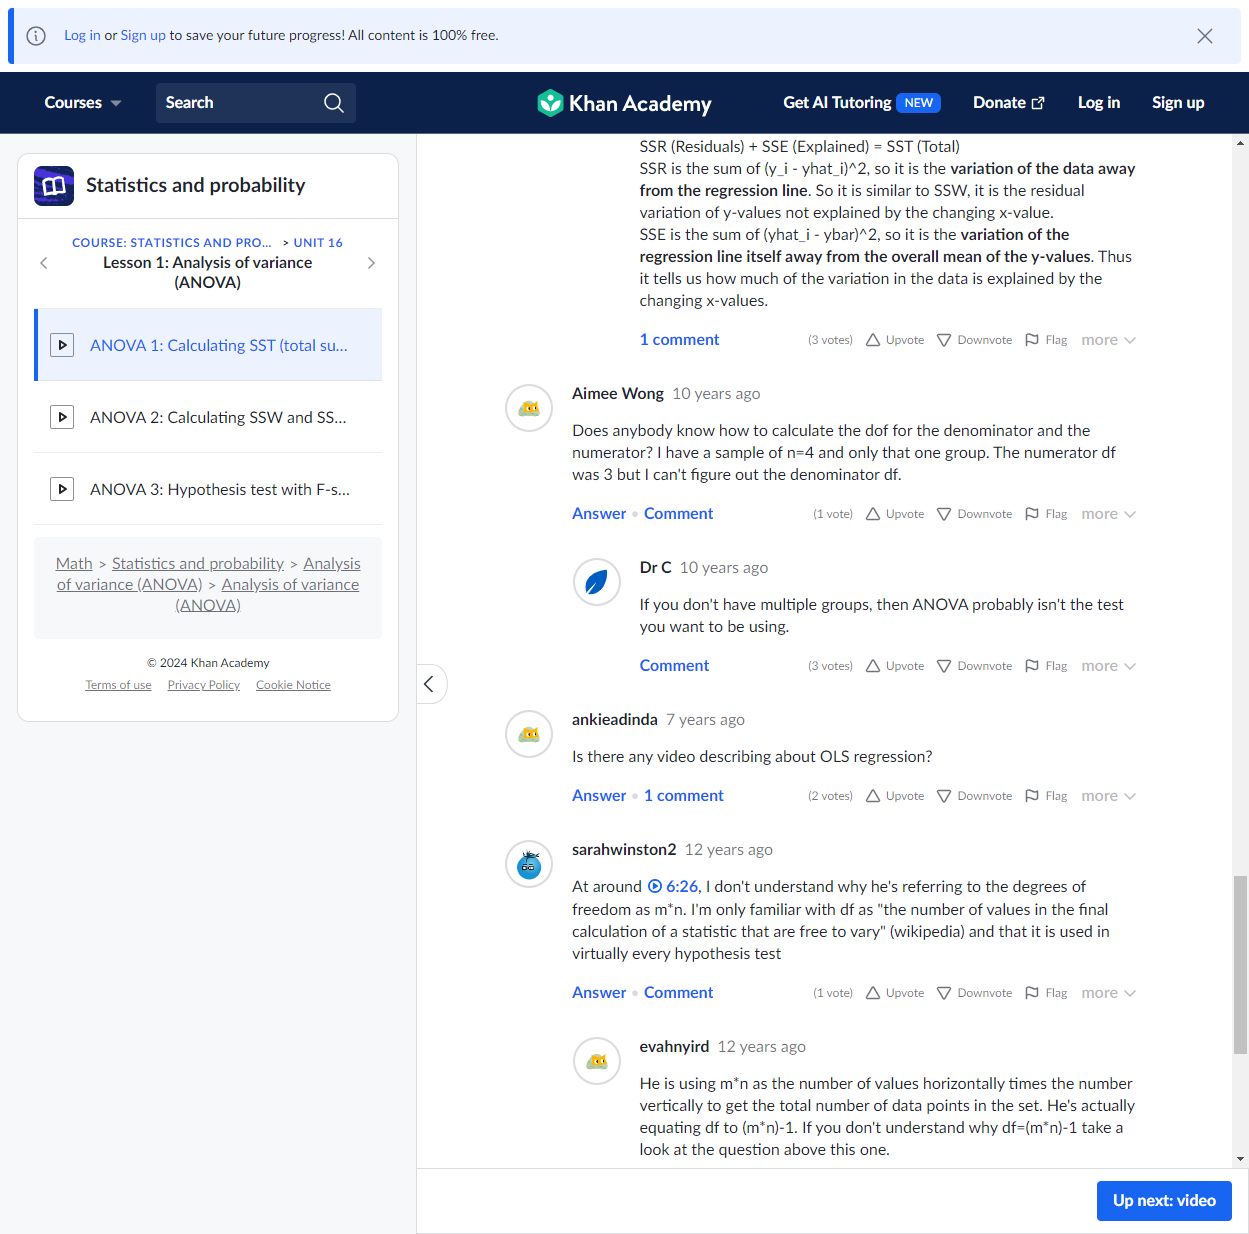 Log in or Sign up to save your future progress! All content is 100% free.
Courses
Search
Khan Academy
Get AI Tutoring NEW
Donate
Log in
Sign up
Statistics and probability
COURSE: STATISTICS AND PRO... > UNIT 16
Lesson 1: Analysis of variance
(ANOVA)
ANOVA 1: Calculating SST (total su...
ANOVA 2: Calculating SSW and SS...
ANOVA 3: Hypothesis test with F-s...
Math > Statistics and probability > Analysis
of variance (ANOVA) > Analysis of variance
(ANOVA)
© 2024 Khan Academy
Terms of use Privacy Policy Cookie Notice
SSR (Residuals) + SSE (Explained) = SST (Total)
SSR is the sum of (y_i - yhat_i)^2, so it is the variation of the data away
from the regression line. So it is similar to SSW, it is the residual
variation of y-values not explained by the changing x-value.
SSE is the sum of (yhat_i - ybar)^2, so it is the variation of the
regression line itself away from the overall mean of the y-values. Thus
it tells us how much of the variation in the data is explained by the
changing x-values.
1 comment (3 votes) Upvote Downvote Flag more
Aimee Wong 10 years ago
Does anybody know how to calculate the dof for the denominator and the
numerator? I have a sample of n=4 and only that one group. The numerator df
was 3 but I can't figure out the denominator df.
Answer • Comment (1 vote) Upvote Downvote Flag more
Dr C 10 years ago
If you don't have multiple groups, then ANOVA probably isn't the test
you want to be using.
Comment (3 votes) Upvote Downvote Flag more
ankieadinda 7 years ago
Is there any video describing about OLS regression?
Answer • 1 comment (2 votes) Upvote Downvote Flag more
sarahwinston2 12 years ago
At around 6:26, I don't understand why he's referring to the degrees of
freedom as m*n. I'm only familiar with df as "the number of values in the final
calculation of a statistic that are free to vary" (wikipedia) and that it is used in
virtually every hypothesis test
Answer • Comment (1 vote) Upvote Downvote Flag more
evahnyird 12 years ago
He is using m*n as the number of values horizontally times the number
vertically to get the total number of data points in the set. He's actually
equating df to (m*n)-1. If you don't understand why df=(m*n)-1 take a
look at the question above this one.
Up next: video